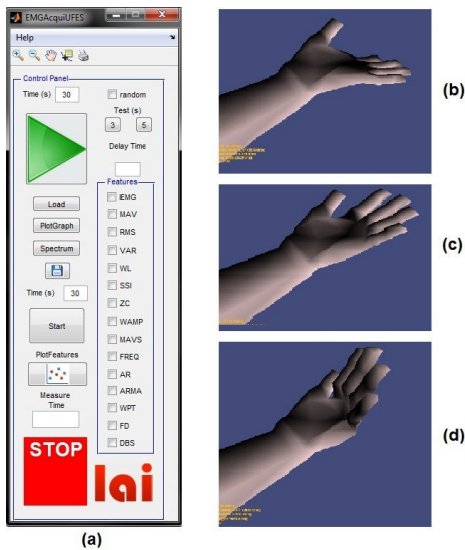 EMGAcquiUFES
Help
Control Panel
Time (s) 30
random
Test (s)
3 5
Delay Time
Load
PlotGraph
Spectrum
Time (s) 30
Start
PlotFeatures
Measure
Time
STOP
Features
IEMG
MAV
RMS
VAR
WL
SSI
ZC
WAMP
MAVS
FREQ
AR
ARMA
WPT
FD
DBS
lai
(a)
(b)
(c)
(d)